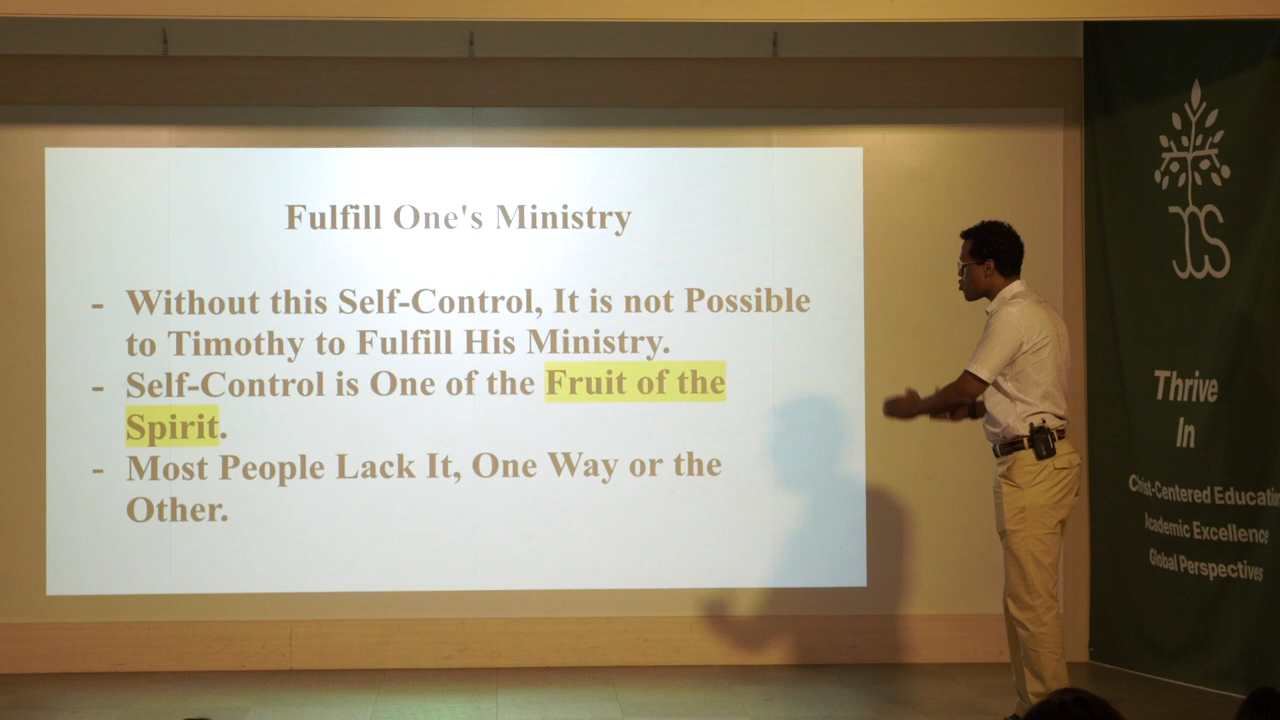 Fulfill One's Ministry
- Without this Self-Control, It is not Possible
to Timothy to Fulfill His Ministry.
- Self-Control is One of the Fruit of the
Spirit.
- Most People Lack It, One Way or the
Other.
JCS
Thrive
In
Christ-Centered Educatio
Academic Excellence
Global Perspectives